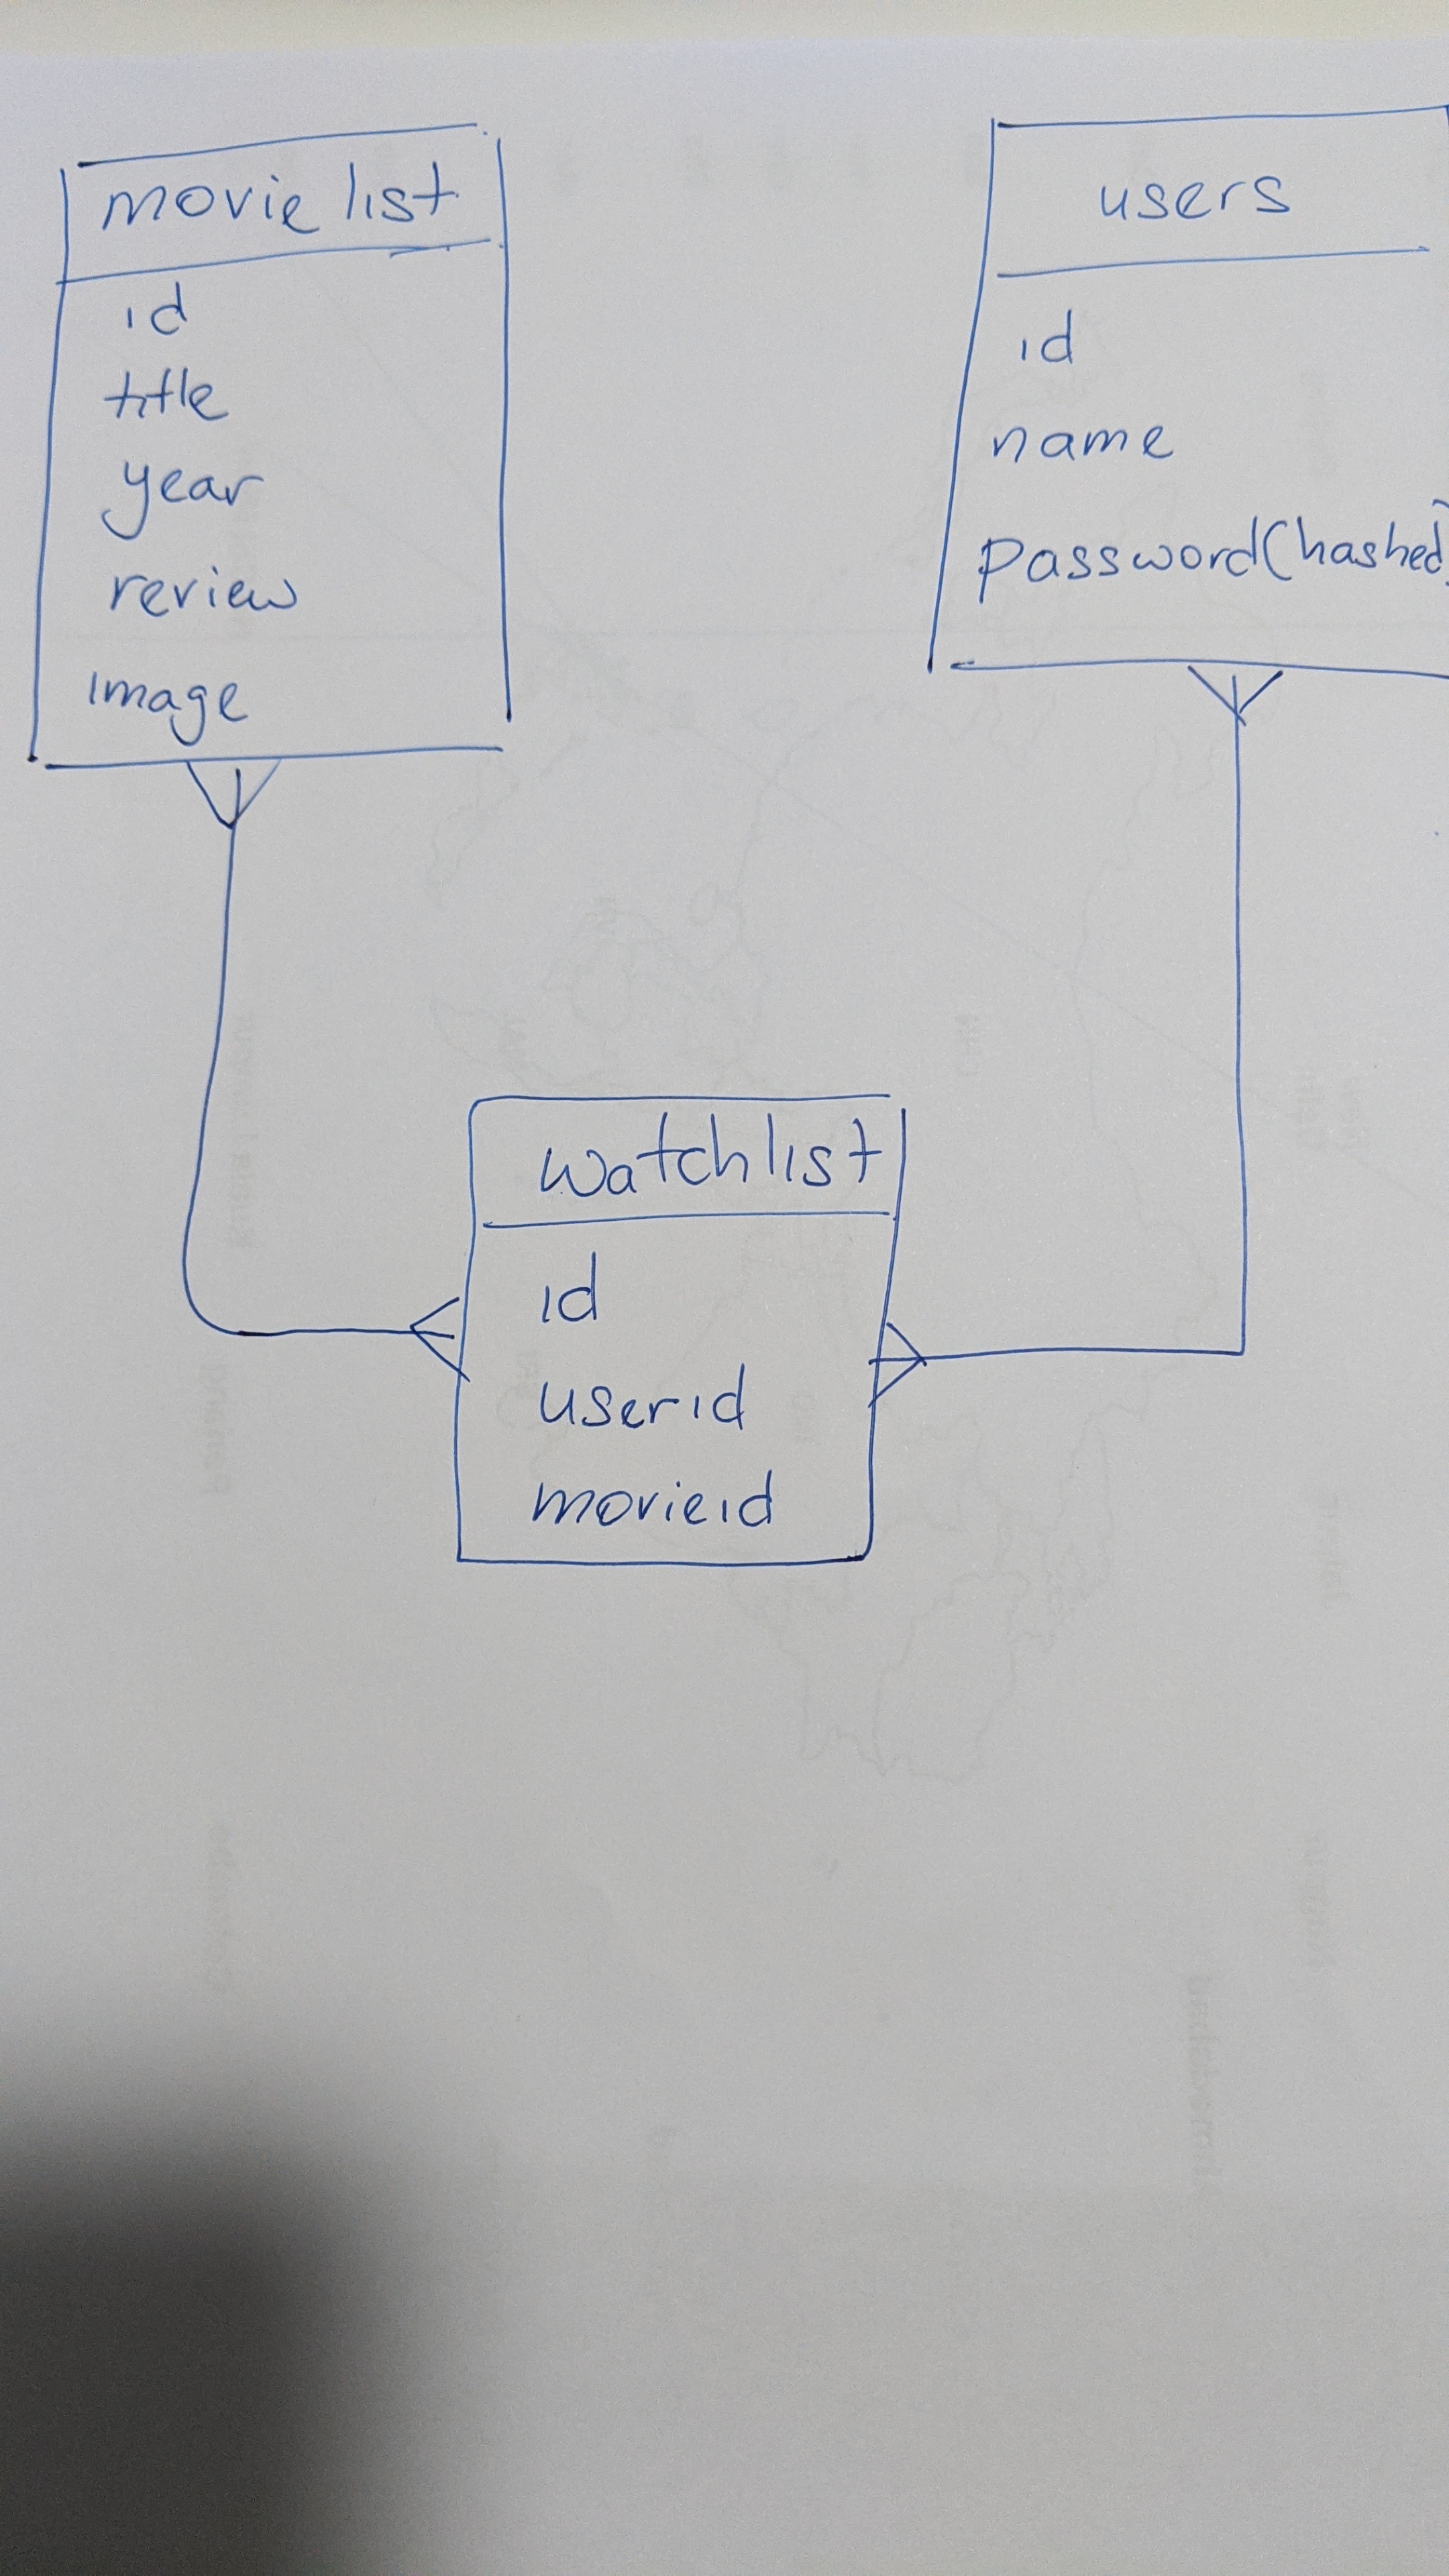 movie list
id
title
year
review
image
users
id
name
password(hashed)
watchlist
id
userid
movieid